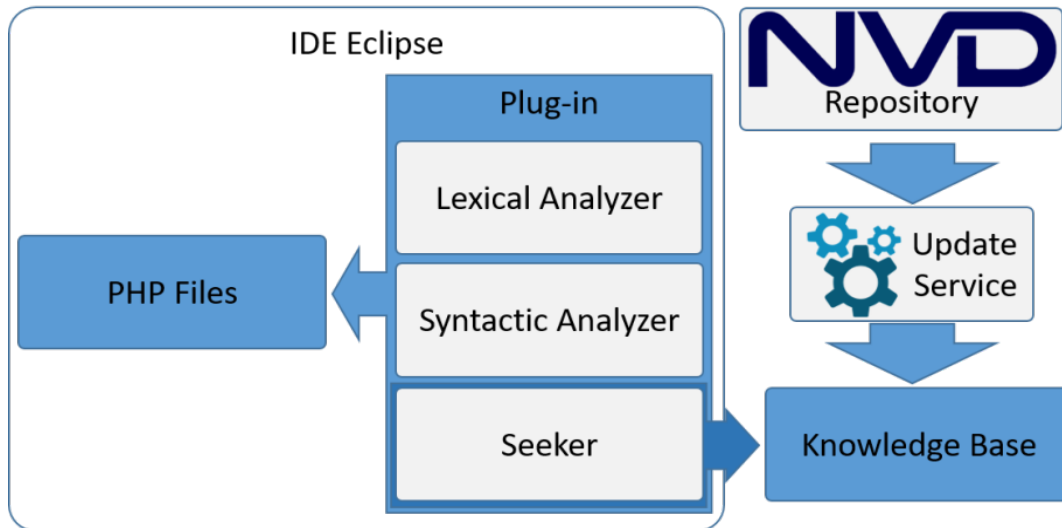 IDE Eclipse
Plug-in
Lexical Analyzer
Syntactic Analyzer
Seeker
PHP Files
NVD
Repository
Update
Service
Knowledge Base